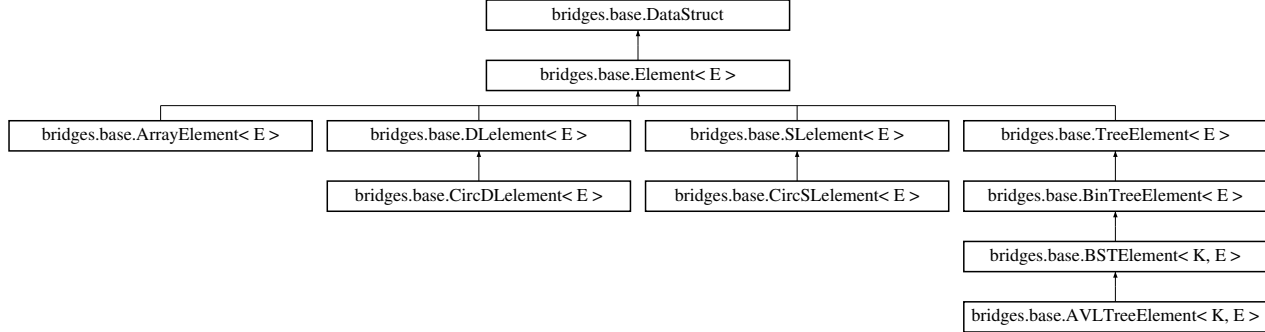 bridges.base.DataStruct
bridges.base.Element< E >
bridges.base.ArrayElement< E >
bridges.base.DLelement< E >
bridges.base.SLelement< E >
bridges.base.TreeElement< E >
bridges.base.CircDLelement< E >
bridges.base.CircSLelement< E >
bridges.base.BinTreeElement< E >
bridges.base.BSTElement< K, E >
bridges.base.AVLTreeElement< K, E >